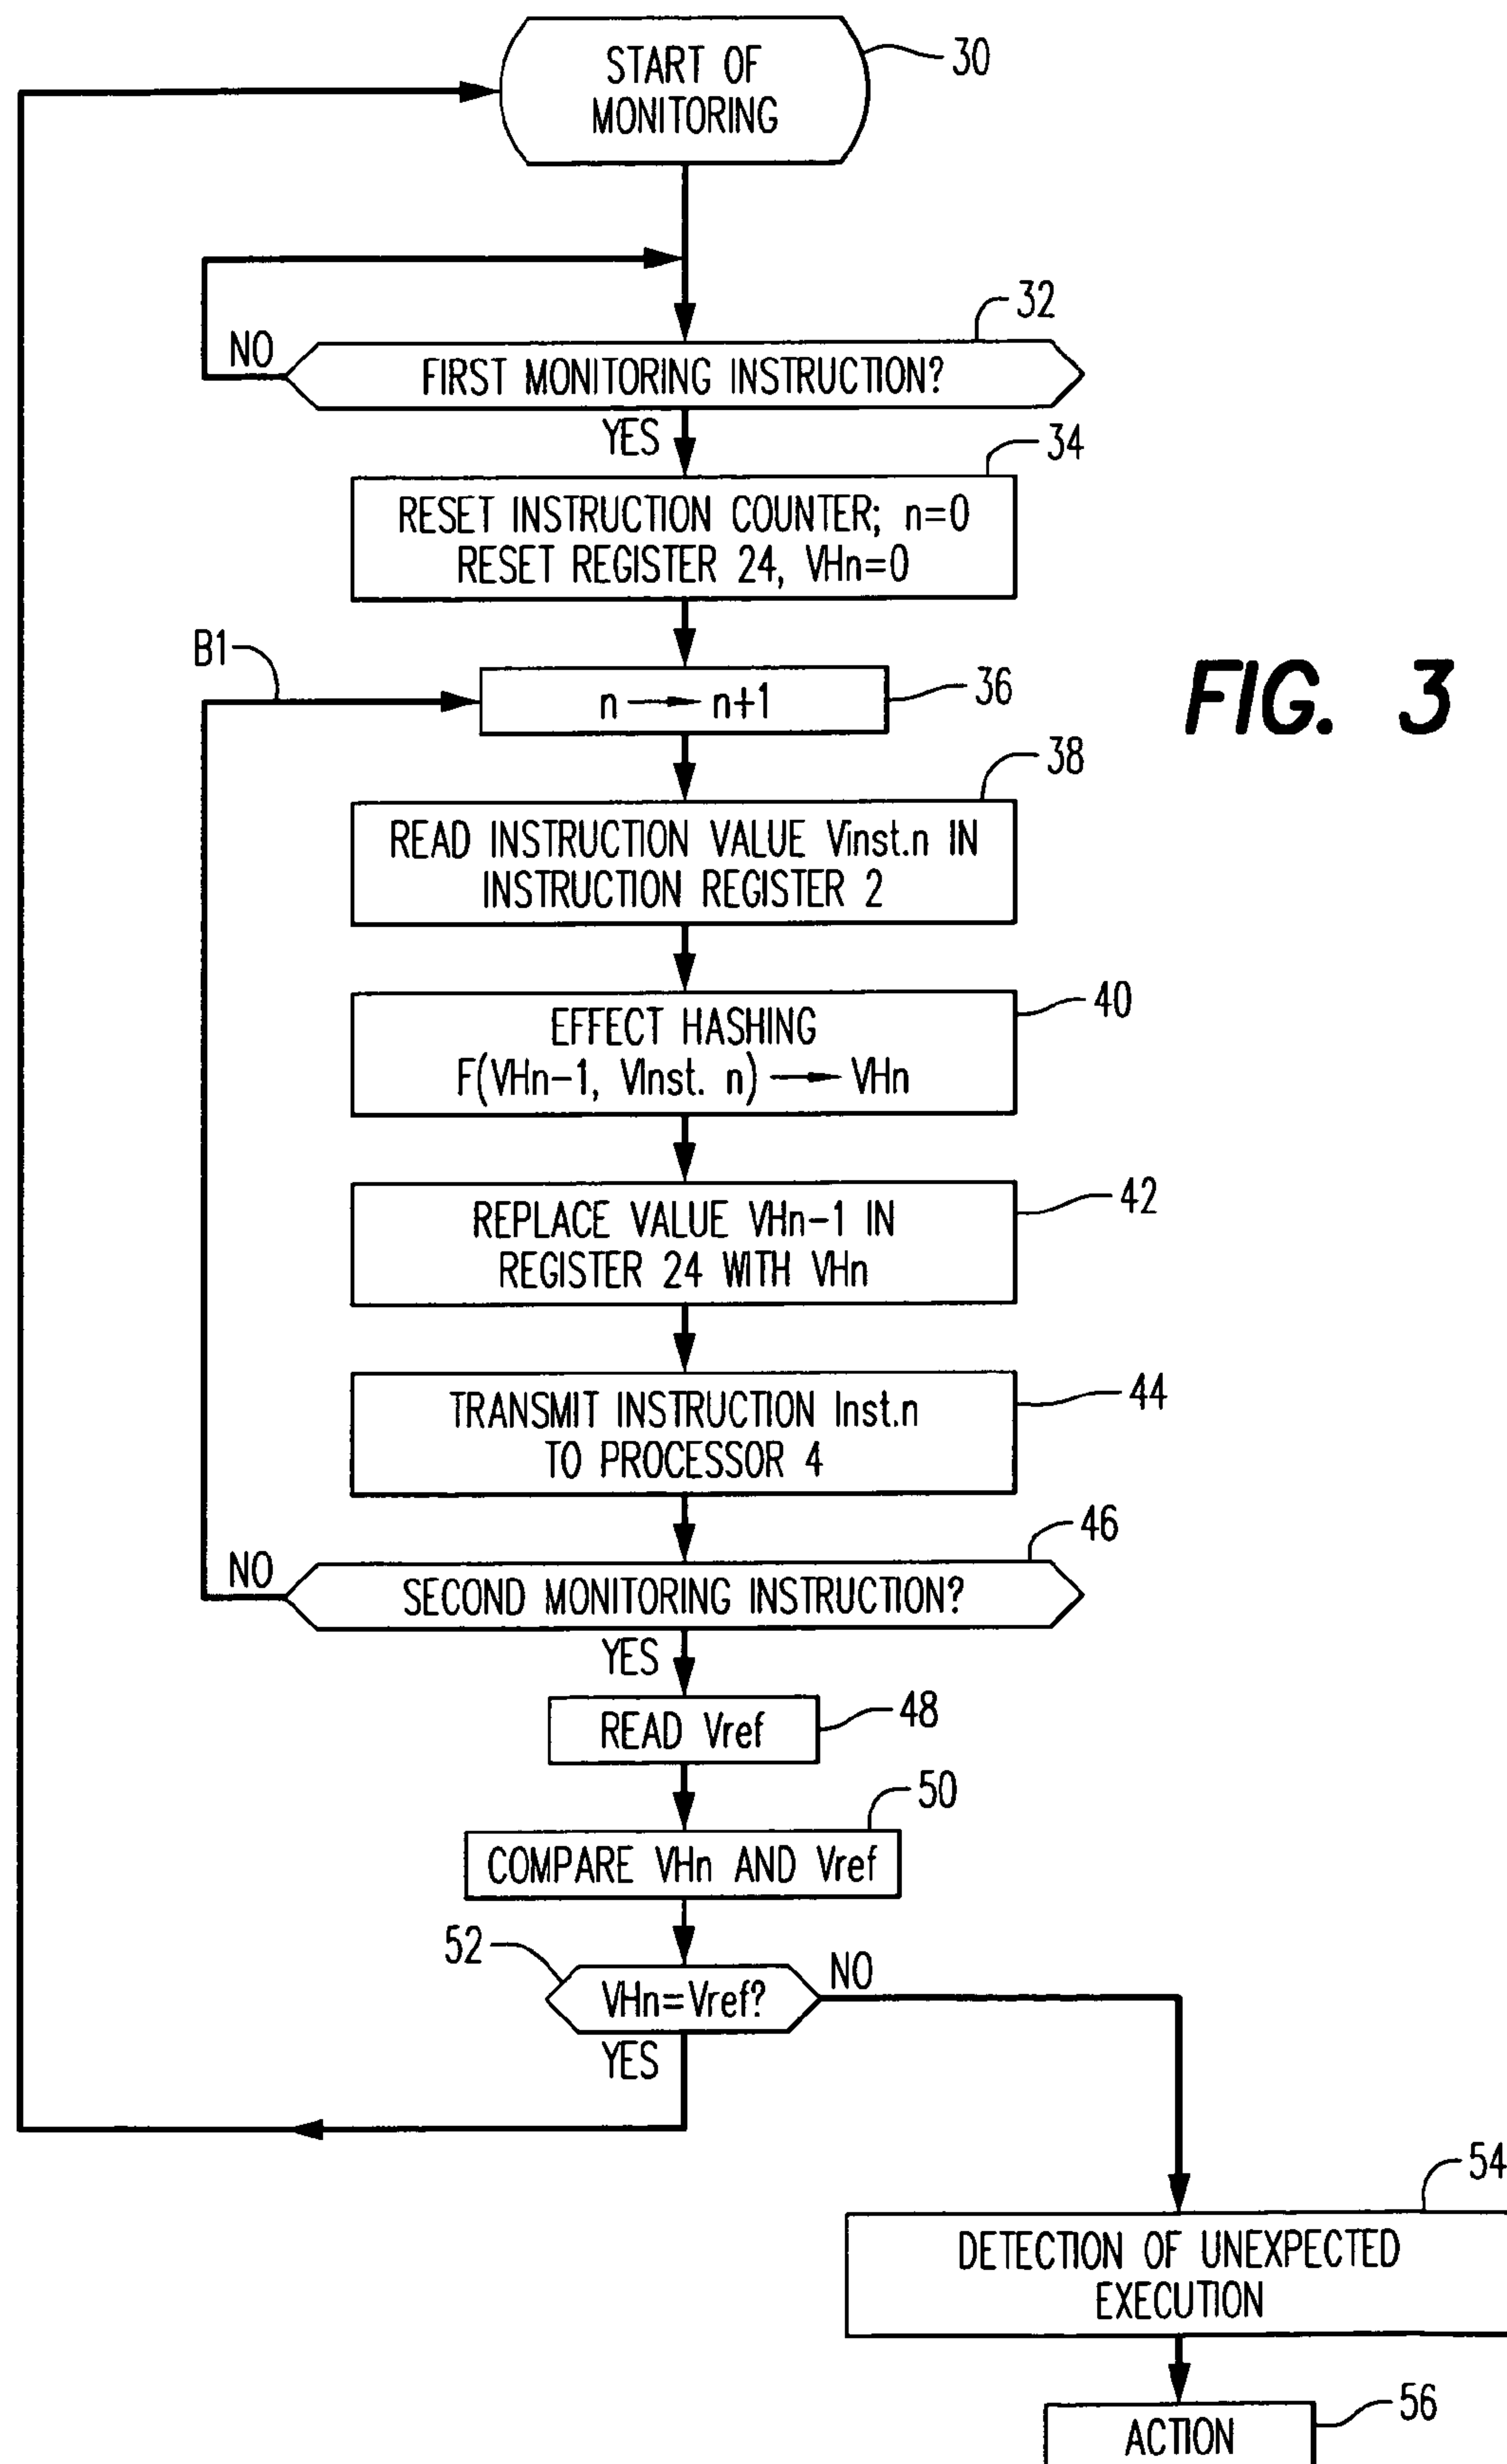 START OF
MONITORING
30
32
NO
FIRST MONITORING INSTRUCTION?
YES
34
RESET INSTRUCTION COUNTER; n=0
RESET REGISTER 24, VHn=0
B1
n → n+1
36
FIG. 3
38
READ INSTRUCTION VALUE Vinst.n IN
INSTRUCTION REGISTER 2
40
EFFECT HASHING
F(VHn-1, VInst. n) → VHn
42
REPLACE VALUE VHn-1 IN
REGISTER 24 WITH VHn
44
TRANSMIT INSTRUCTION Inst.n
TO PROCESSOR 4
46
NO
SECOND MONITORING INSTRUCTION?
YES
48
READ Vref
50
COMPARE VHn AND Vref
52
NO
VHn=Vref?
YES
54
DETECTION OF UNEXPECTED
EXECUTION
56
ACTION